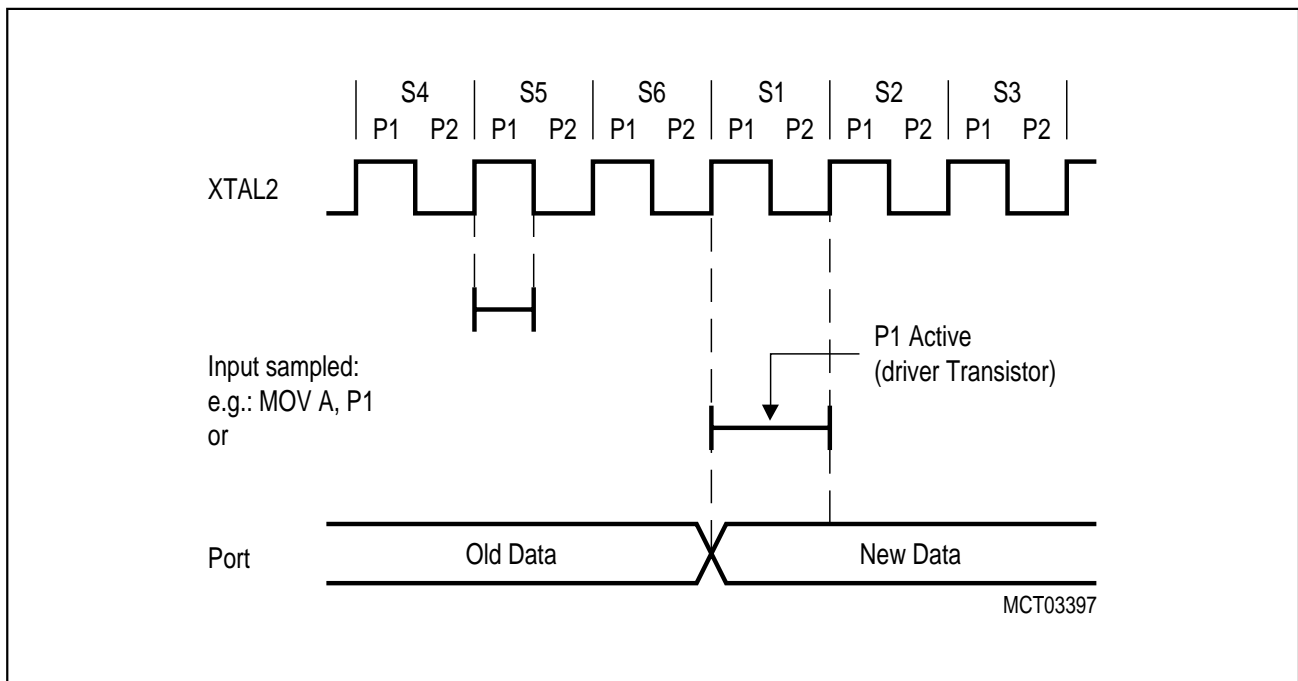 S4 S5 S6 S1 S2 S3
P1 P2 P1 P2 P1 P2 P1 P2 P1 P2 P1 P2
XTAL2
P1 Active
(driver Transistor)
Input sampled:
e.g.: MOV A, P1
or
Port Old Data New Data
MCT03397